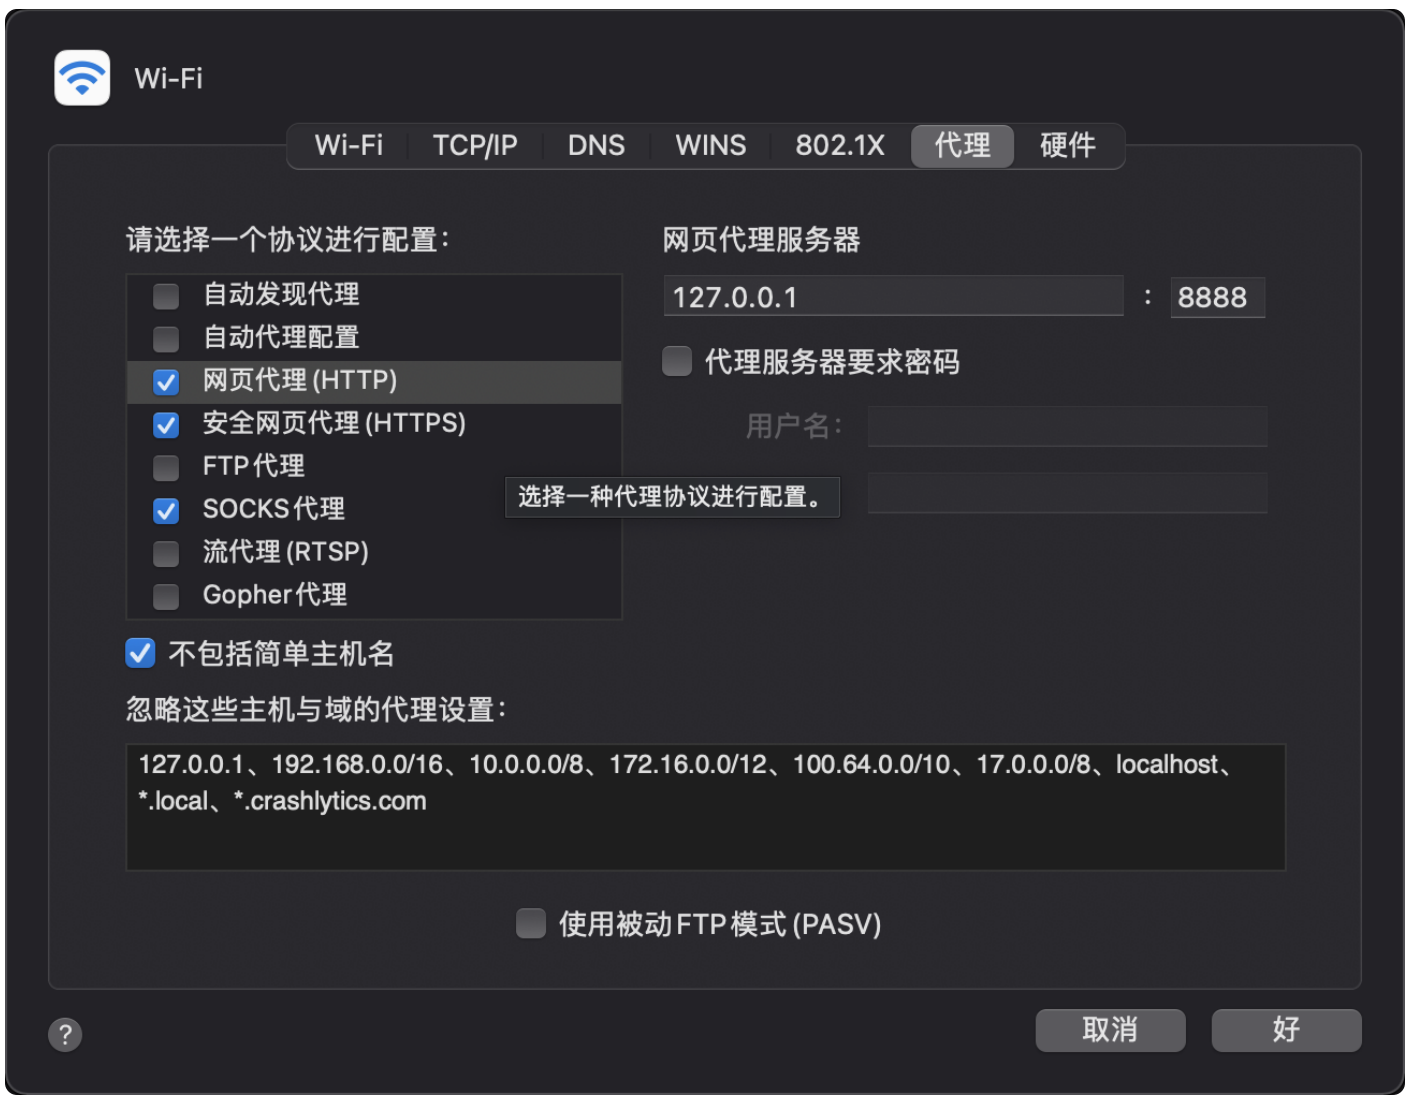 Wi-Fi
Wi-Fi TCP/IP DNS WINS 802.1X 代理 硬件
请选择一个协议进行配置：
自动发现代理
自动代理配置
网页代理(HTTP)
安全网页代理(HTTPS)
FTP代理
SOCKS代理
流代理(RTSP)
Gopher代理
网页代理服务器
127.0.0.1 : 8888
代理服务器要求密码
用户名：
选择一种代理协议进行配置。
不包括简单主机名
忽略这些主机与域的代理设置：
127.0.0.1、192.168.0.0/16、10.0.0.0/8、172.16.0.0/12、100.64.0.0/10、17.0.0.0/8、localhost、
*.local、*.crashlytics.com
使用被动FTP模式(PASV)
?
取消 好